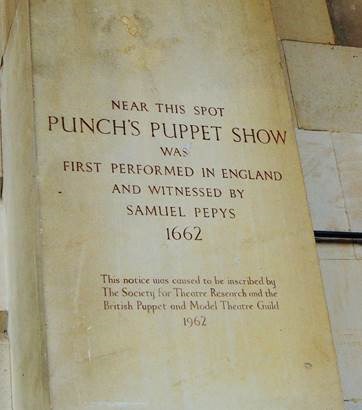 NEAR THIS SPOT
PUNCH'S PUPPET SHOW
WAS
FIRST PERFORMED IN ENGLAND
AND WITNESSED BY
SAMUEL PEPYS
1662
This notice was caused to be inscribed by
The Society for Theatre Research and the
British Puppet and Model Theatre Guild
1962